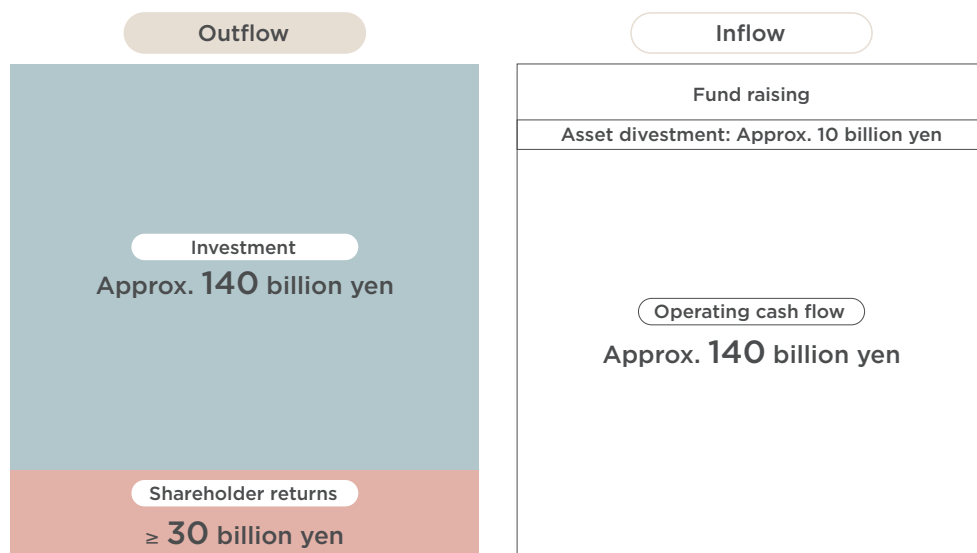 Outflow
Investment
Approx. 140 billion yen
Shareholder returns
≥ 30 billion yen
Inflow
Fund raising
Asset divestment: Approx. 10 billion yen
Operating cash flow
Approx. 140 billion yen